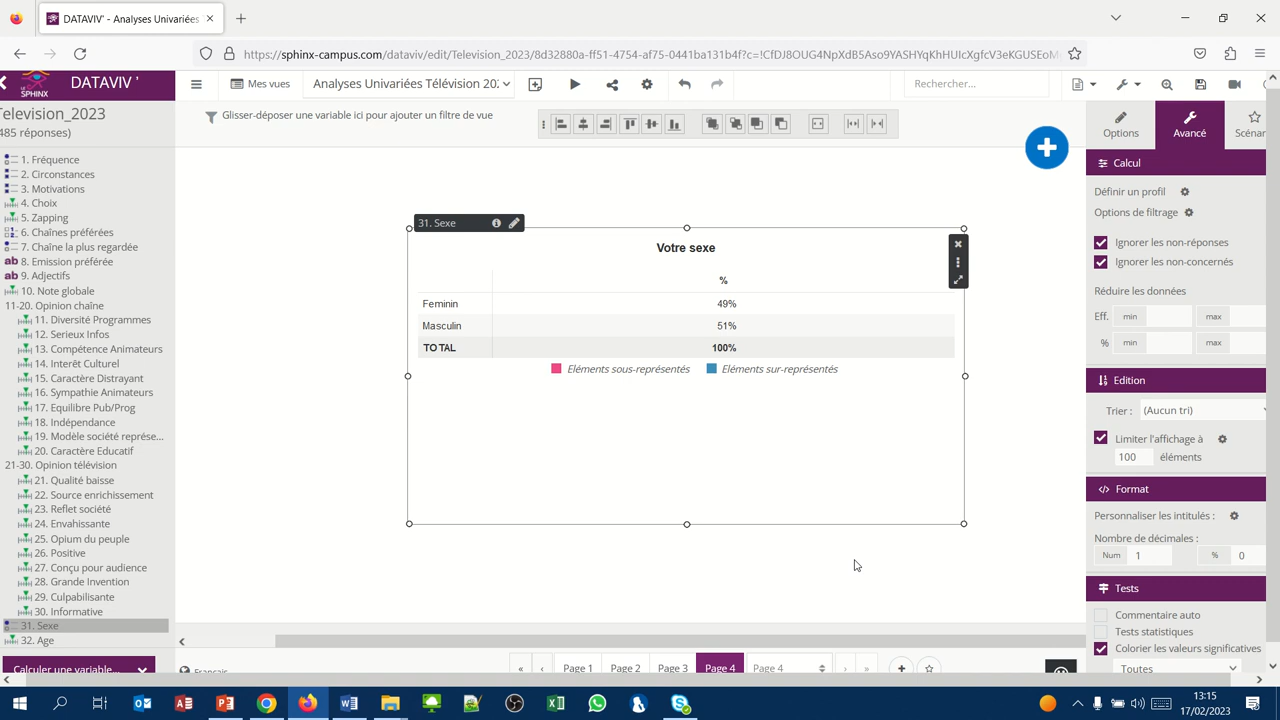 DATAVIV' - Analyses Univariées
https://sphinx-campus.com/dataviv/edit/Television_2023/8d32880a-ff51-4754-af75-0441ba131b4f?c=!CfDJ8OUG4NpXdB5Aso9YASHYqKhHUIcXgfcV3eKGUSEoM
LE SPHINX
DATAVIV '
Mes vues
Analyses Univariées Télévision 202
Rechercher...
Television_2023
485 réponses)
Glisser-déposer une variable ici pour ajouter un filtre de vue
1. Fréquence
2. Circonstances
3. Motivations
4. Choix
5. Zapping
6. Chaînes préférées
7. Chaîne la plus regardée
ab 8. Emission préférée
ab 9. Adjectifs
10. Note globale
11-20. Opinion chaîne
11. Diversité Programmes
12. Serieux Infos
13. Compétence Animateurs
14. Interêt Culturel
15. Caractère Distrayant
16. Sympathie Animateurs
17. Equilibre Pub/Prog
18. Indépendance
19. Modèle société représe...
20. Caractère Educatif
21-30. Opinion télévision
21. Qualité baisse
22. Source enrichissement
23. Reflet société
24. Envahissante
25. Opium du peuple
26. Positive
27. Conçu pour audience
28. Grande Invention
29. Culpabilisante
30. Informative
31. Sexe
32. Age
Calculer une variable
31. Sexe
Votre sexe
%
Feminin 49%
Masculin 51%
TOTAL 100%
Eléments sous-représentés Eléments sur-représentés
Français
« ‹ Page 1 Page 2 Page 3 Page 4 Page 4 › »
Options
Avancé
Scénar
Calcul
Définir un profil
Options de filtrage
Ignorer les non-réponses
Ignorer les non-concernés
Réduire les données
Eff. min max
% min max
Edition
Trier : (Aucun tri)
Limiter l'affichage à
100 éléments
Format
Personnaliser les intitulés :
Nombre de décimales :
Num 1 % 0
Tests
Commentaire auto
Tests statistiques
Colorier les valeurs significatives
Toutes
13:15
17/02/2023